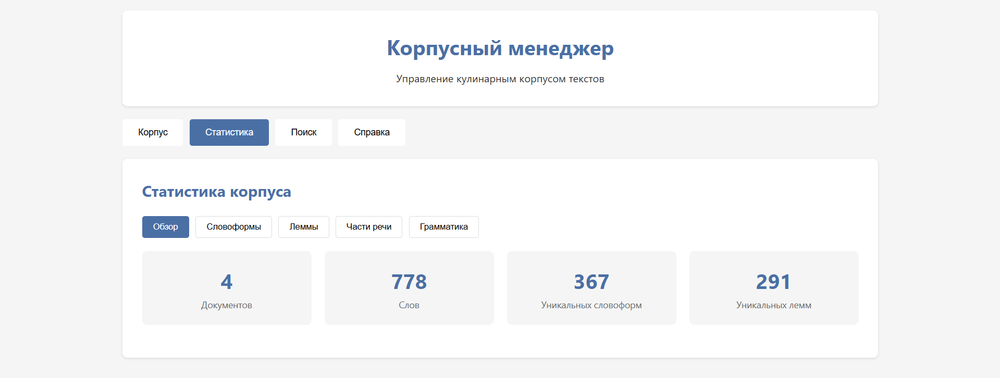 Корпусный менеджер
Управление кулинарным корпусом текстов
Корпус Статистика Поиск Справка
Статистика корпуса
Обзор Словоформы Леммы Части речи Грамматика
4 778 367 291
Документов Слов Уникальных словоформ Уникальных лемм